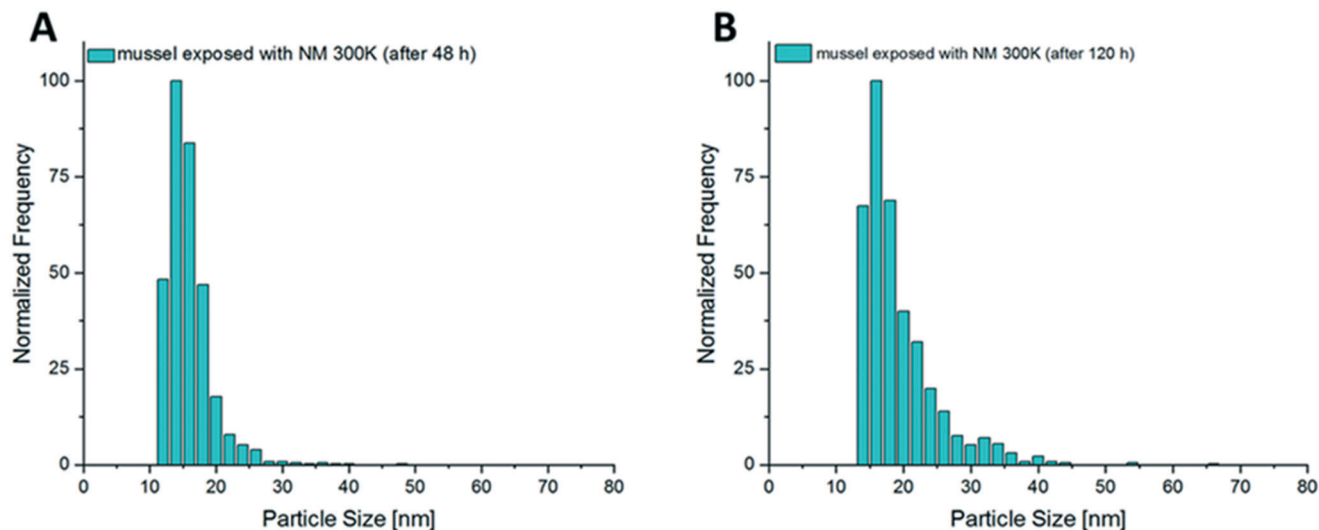 A
mussel exposed with NM 300K (after 48 h)
Normalized Frequency
100
75
50
25
0
0 10 20 30 40 50 60 70 80
Particle Size [nm]
B
mussel exposed with NM 300K (after 120 h)
Normalized Frequency
100
75
50
25
0
0 10 20 30 40 50 60 70 80
Particle Size [nm]